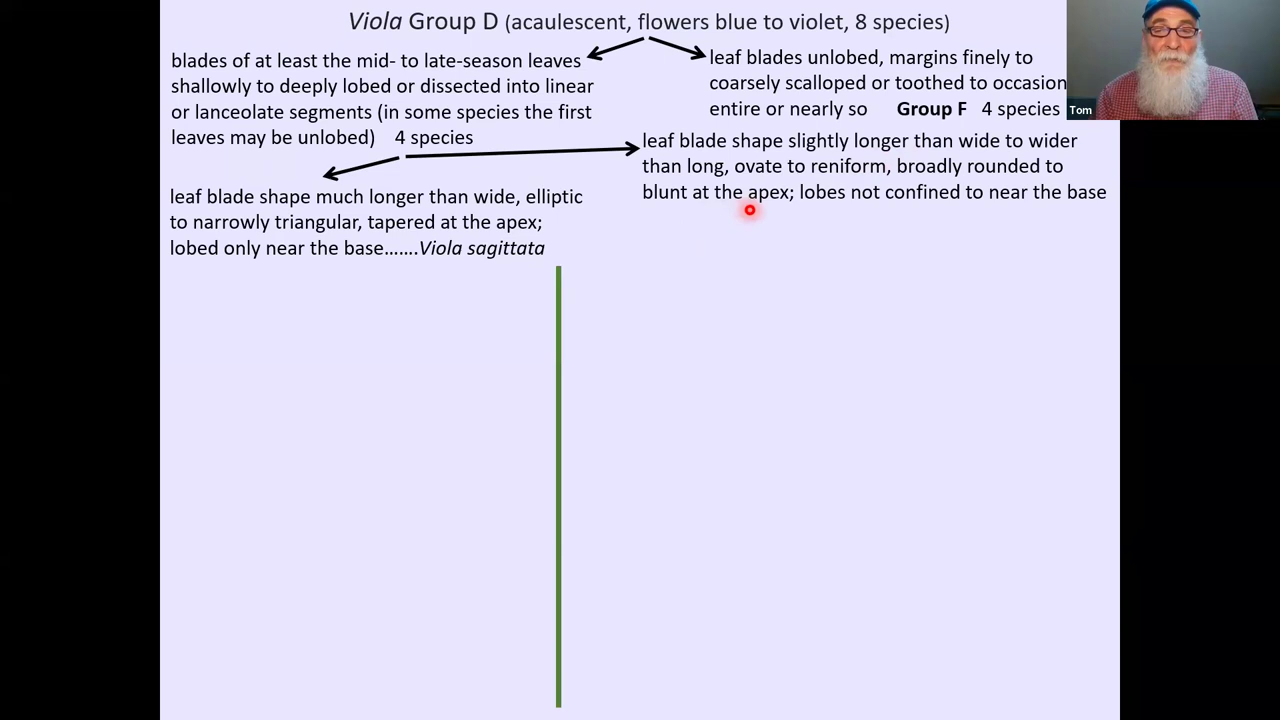 Viola Group D (acaulescent, flowers blue to violet, 8 species)
blades of at least the mid- to late-season leaves
shallowly to deeply lobed or dissected into linear
or lanceolate segments (in some species the first
leaves may be unlobed) 4 species
leaf blades unlobed, margins finely to
coarsely scalloped or toothed to occasion
entire or nearly so Group F 4 species
Tom
leaf blade shape slightly longer than wide to wider
than long, ovate to reniform, broadly rounded to
blunt at the apex; lobes not confined to near the base
leaf blade shape much longer than wide, elliptic
to narrowly triangular, tapered at the apex;
lobed only near the base…….Viola sagittata